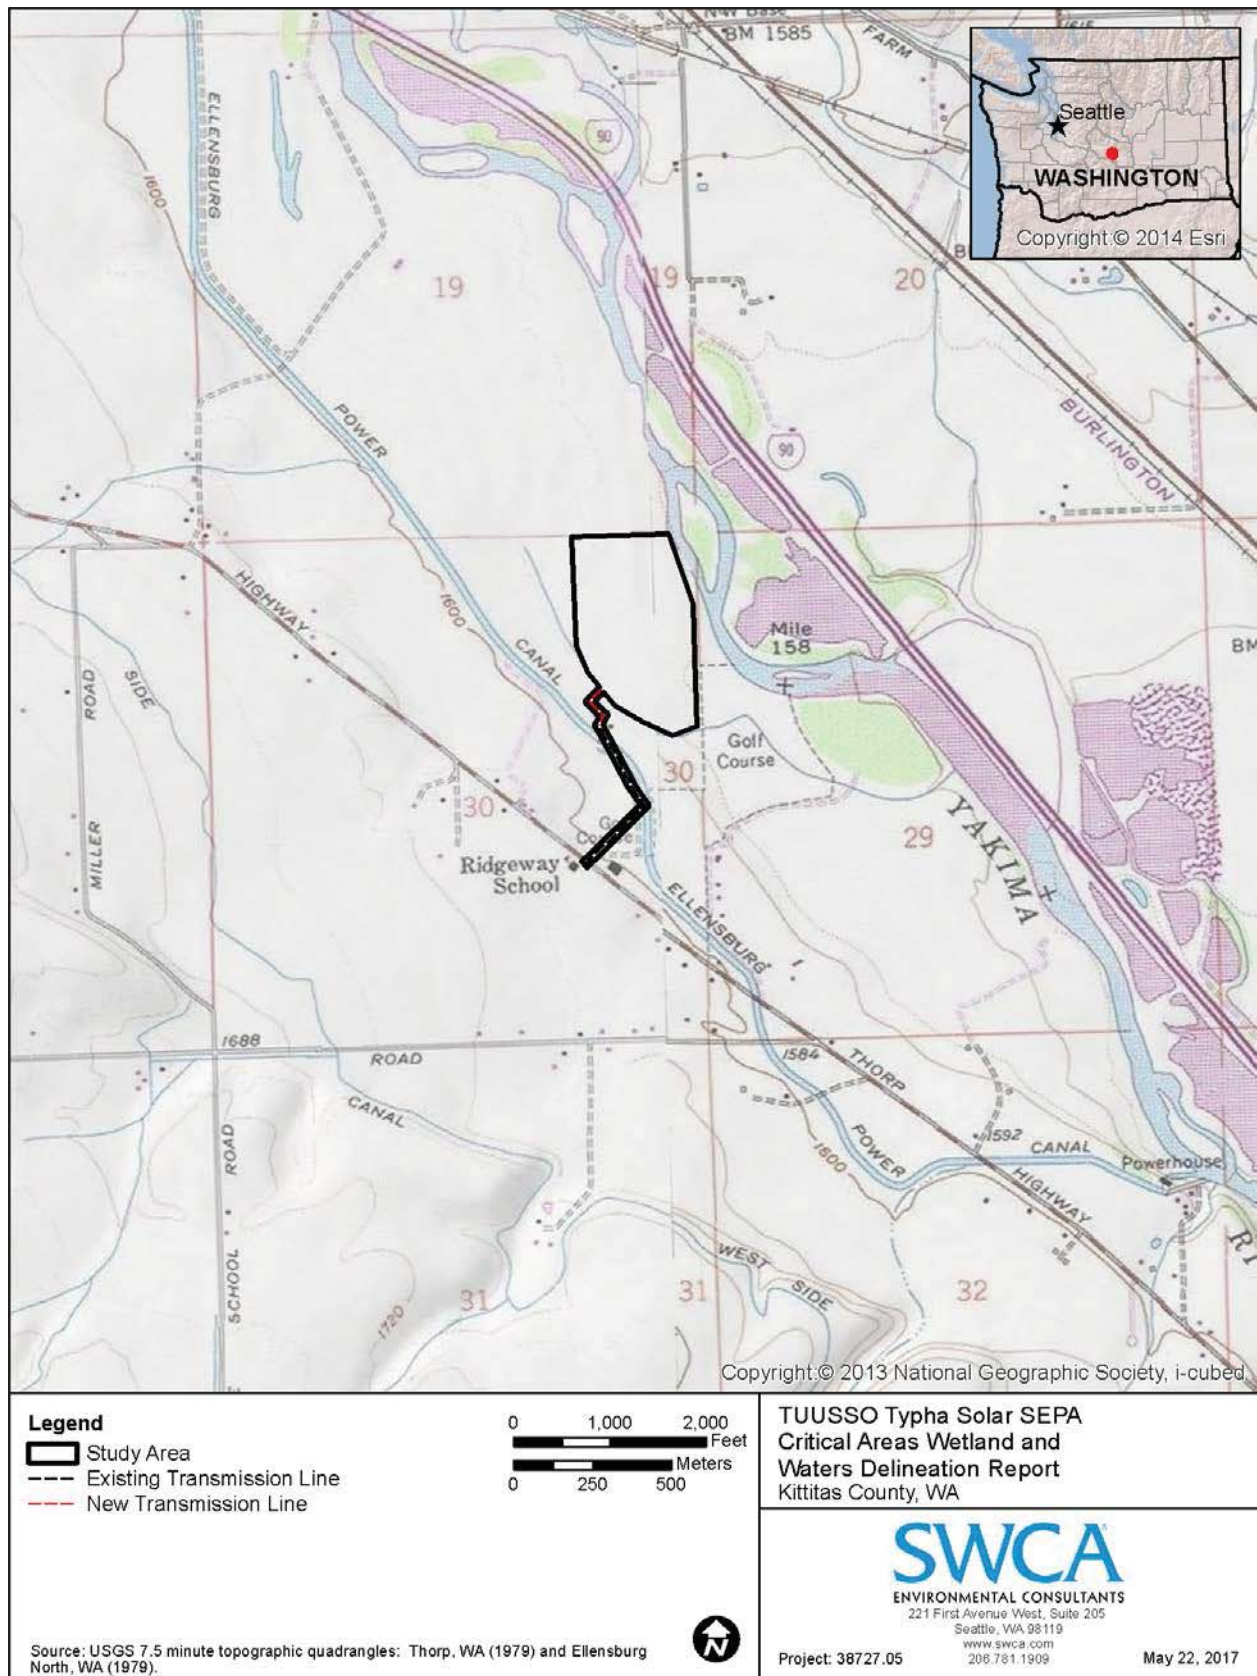 BM 1585
FARM
1615
90
Seattle
WASHINGTON
Copyright:© 2014 Esri
ELLENSBURG
1600
19
19
20
POWER
BURLINGTON
90
HIGHWAY
1600
CANAL
Mile
158
BM
ROAD
SIDE
Golf
Course
30
30
29
YAKIMA
MILLER
Ridgeway
School
ELLENSBURG
1688
ROAD
1584
THORP
CANAL
POWER
1592
CANAL
1600
Powerhouse
HIGHWAY
ROAD
SCHOOL
WEST
SIDE
31
31
32
1720
Copyright:© 2013 National Geographic Society, i-cubed
Legend
Study Area
Existing Transmission Line
New Transmission Line
0 1,000 2,000
Feet
Meters
0 250 500
N
Source: USGS 7.5 minute topographic quadrangles: Thorp, WA (1979) and Ellensburg
North, WA (1979).
TUUSSO Typha Solar SEPA
Critical Areas Wetland and
Waters Delineation Report
Kittitas County, WA
SWCA
ENVIRONMENTAL CONSULTANTS
221 First Avenue West, Suite 205
Seattle, WA 98119
www.swca.com
206.781.1909
Project: 38727.05
May 22, 2017